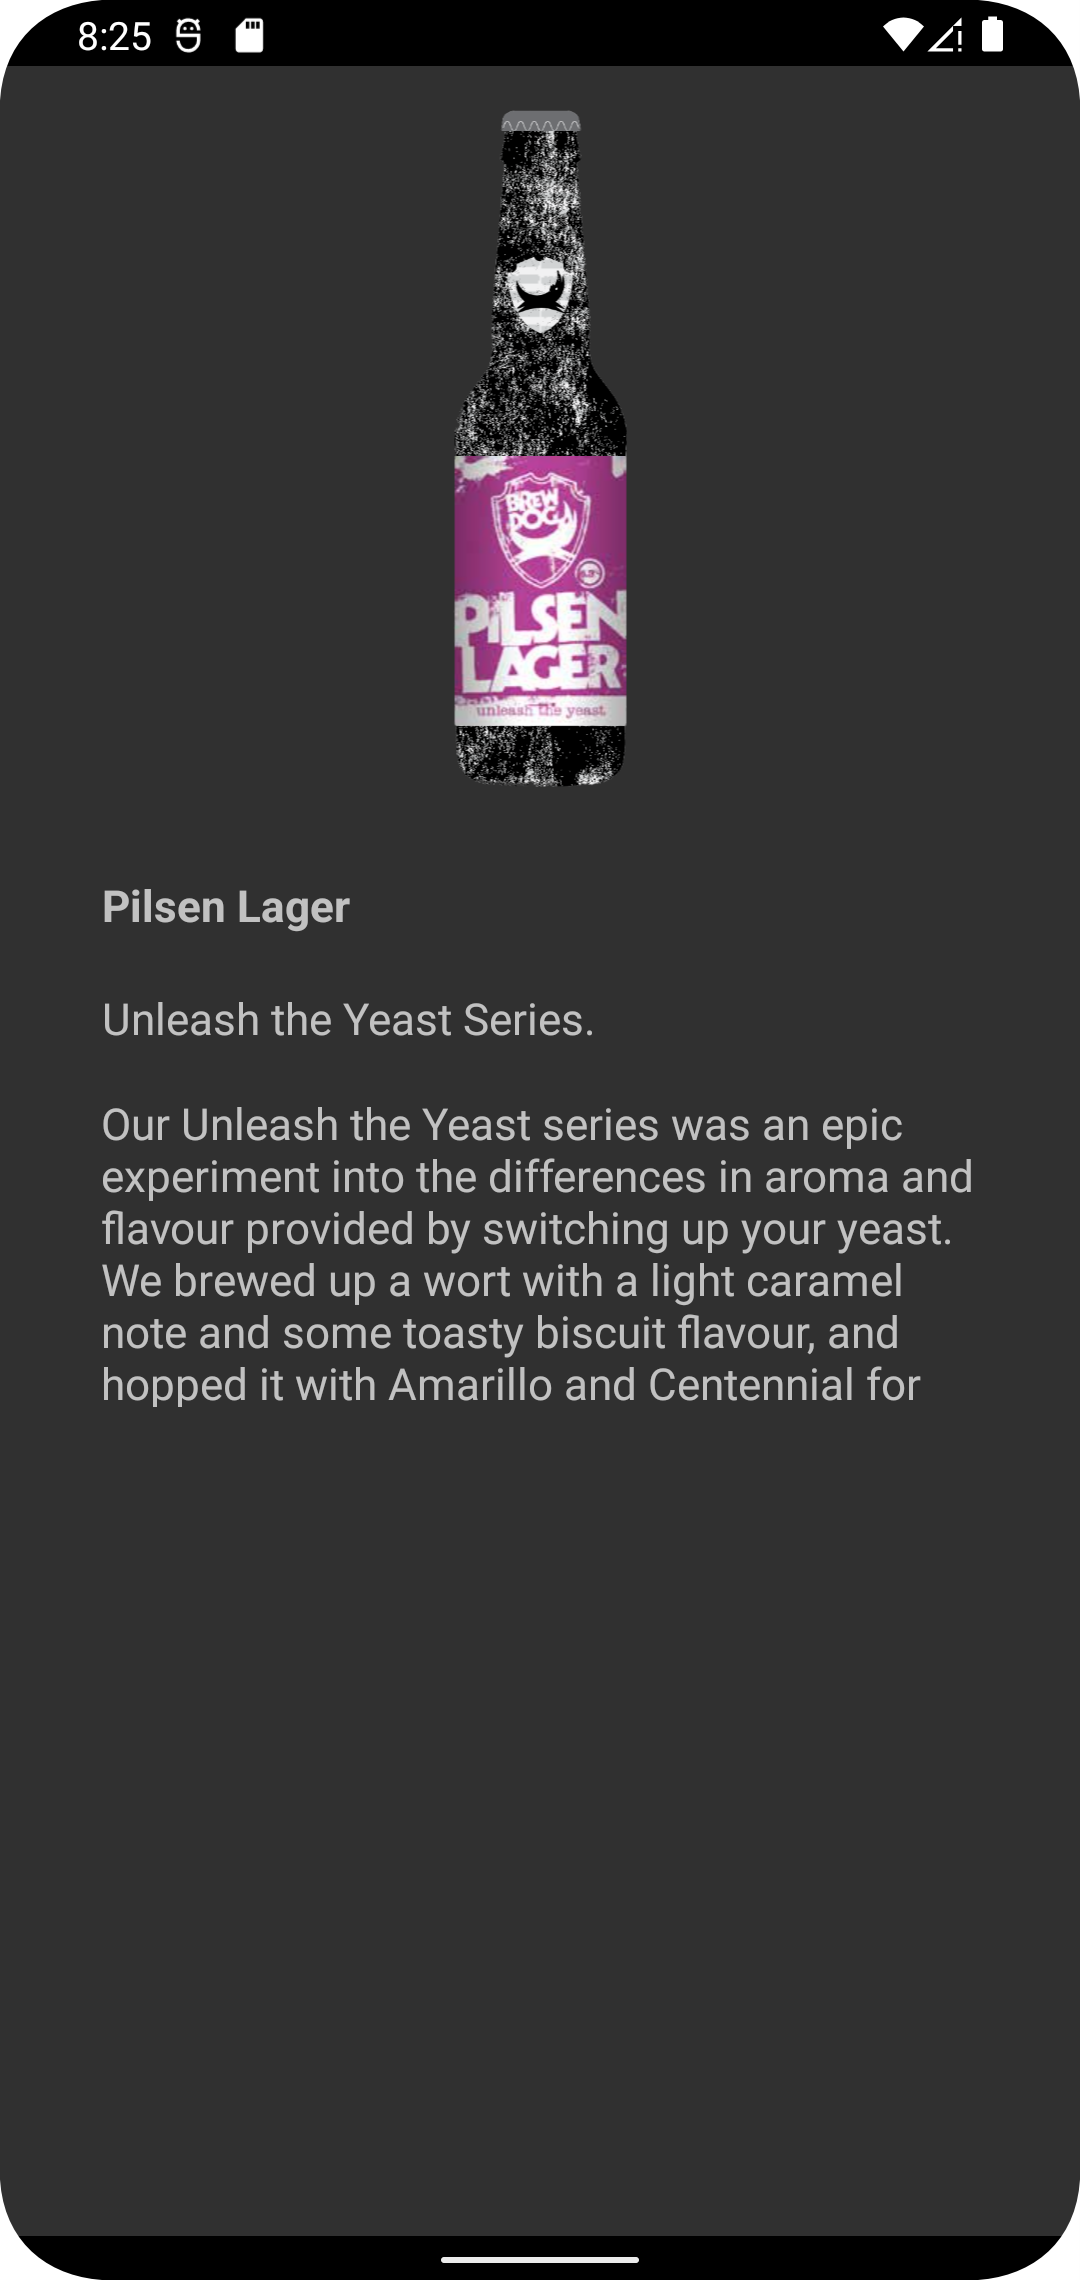 8:25
BREW
DOG
PILSEN
LAGER
unleash the yeast
Pilsen Lager
Unleash the Yeast Series.
Our Unleash the Yeast series was an epic
experiment into the differences in aroma and
flavour provided by switching up your yeast.
We brewed up a wort with a light caramel
note and some toasty biscuit flavour, and
hopped it with Amarillo and Centennial for